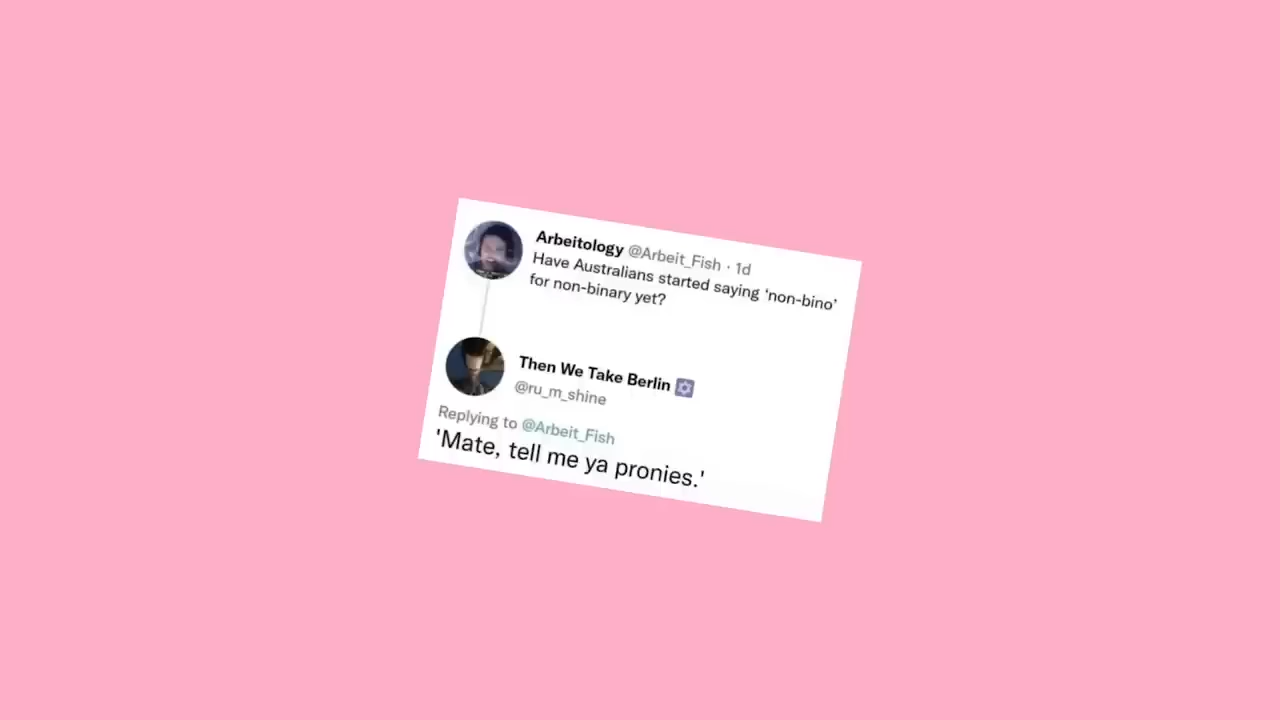 Arbeitology @Arbeit_Fish · 1d
Have Australians started saying ‘non-bino’
for non-binary yet?
Then We Take Berlin
@ru_m_shine
Replying to @Arbeit_Fish
'Mate, tell me ya pronies.'